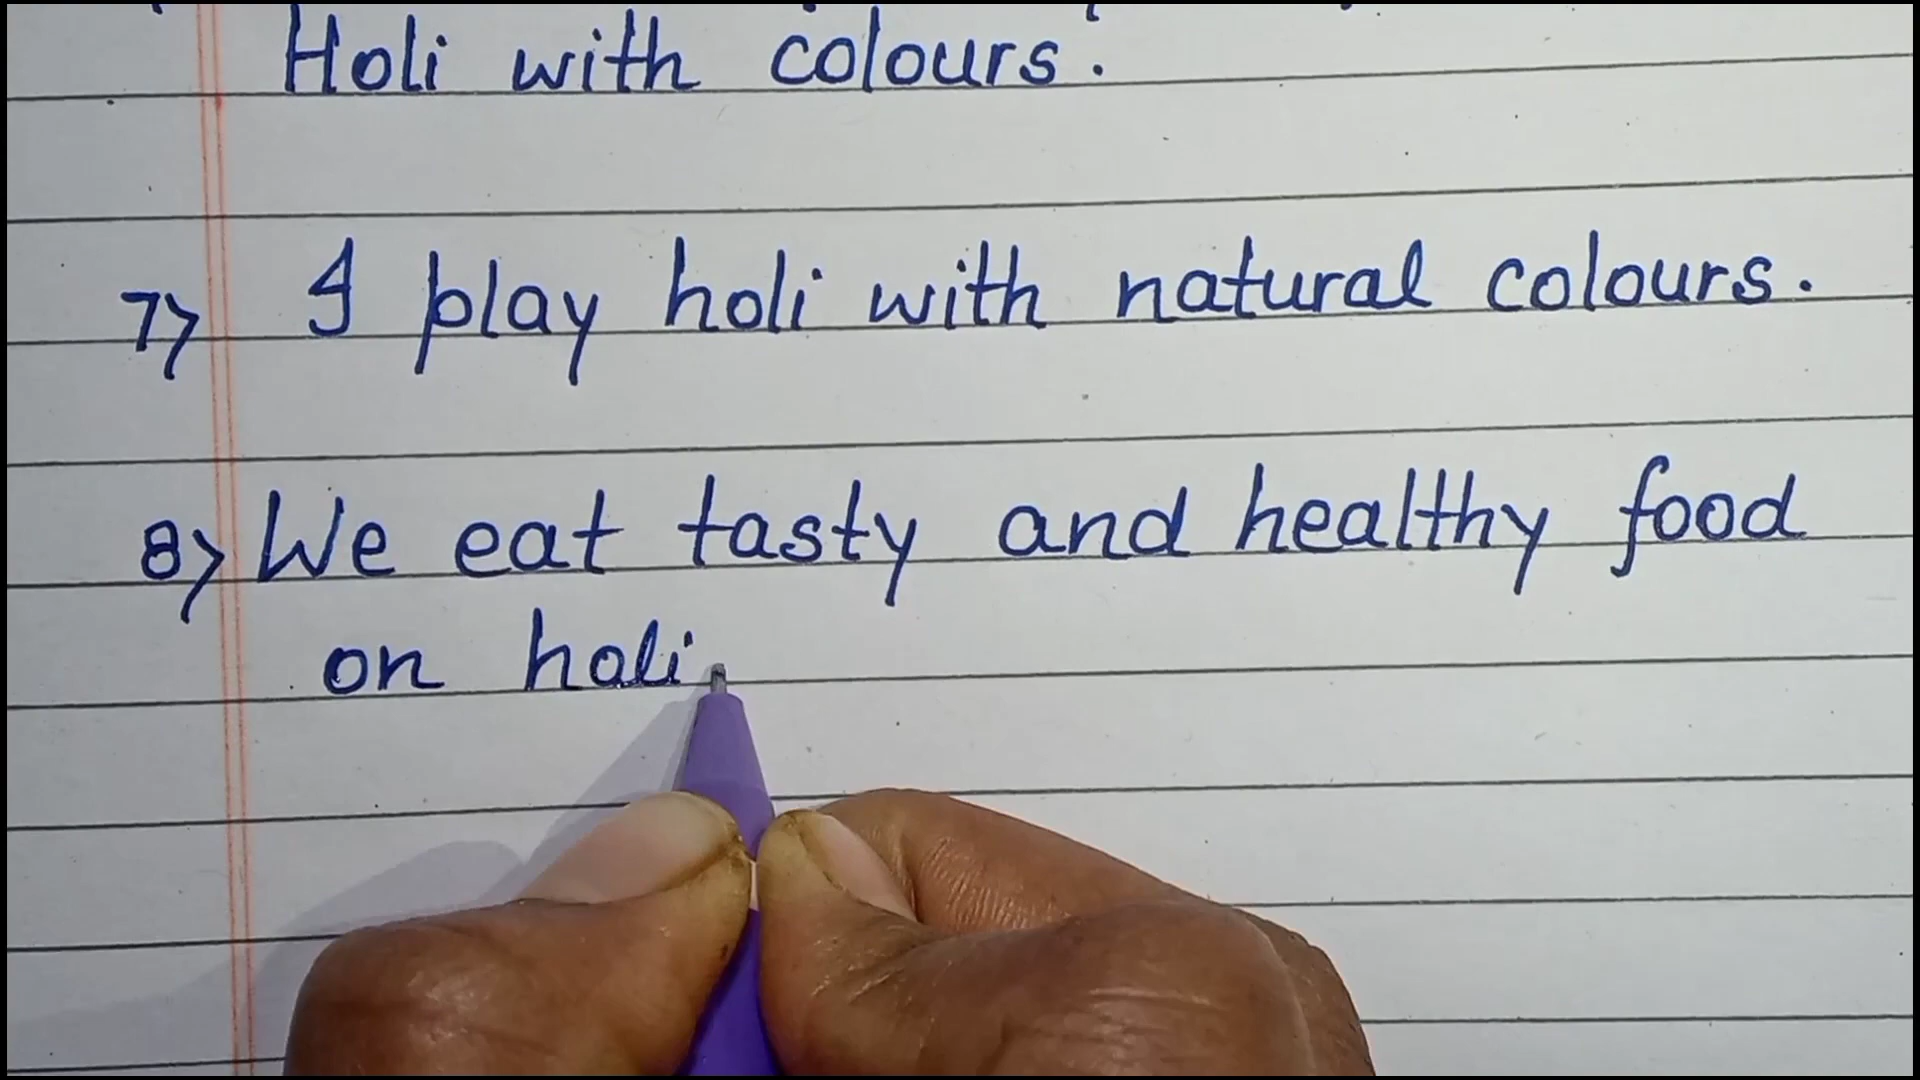 Holi with colours.
7) I play holi with natural colours.
8) We eat tasty and healthy food
on holi